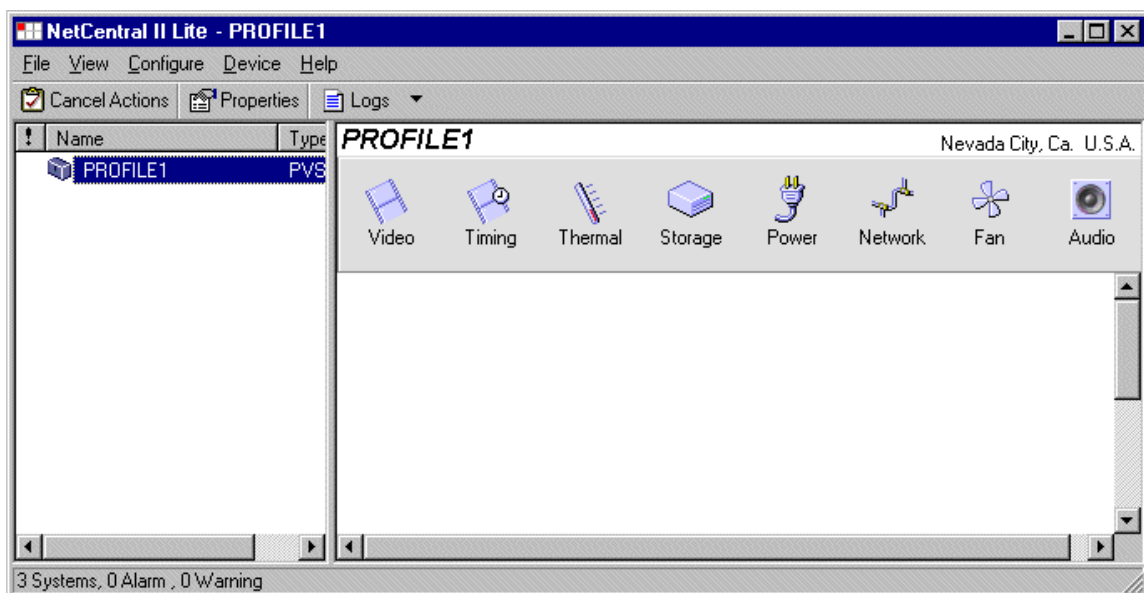 NetCentral II Lite - PROFILE1
File View Configure Device Help
Cancel Actions Properties Logs
! Name Type
PROFILE1 PVS
PROFILE1 Nevada City, Ca. U.S.A.
Video Timing Thermal Storage Power Network Fan Audio
3 Systems, 0 Alarm , 0 Warning